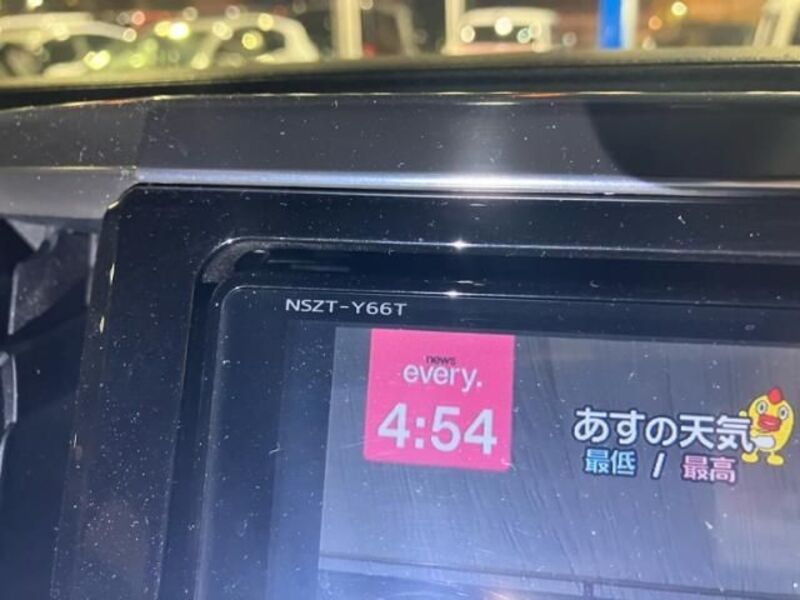 NSZT-Y66T
news
every.
4:54
あすの天気
最低 / 最高